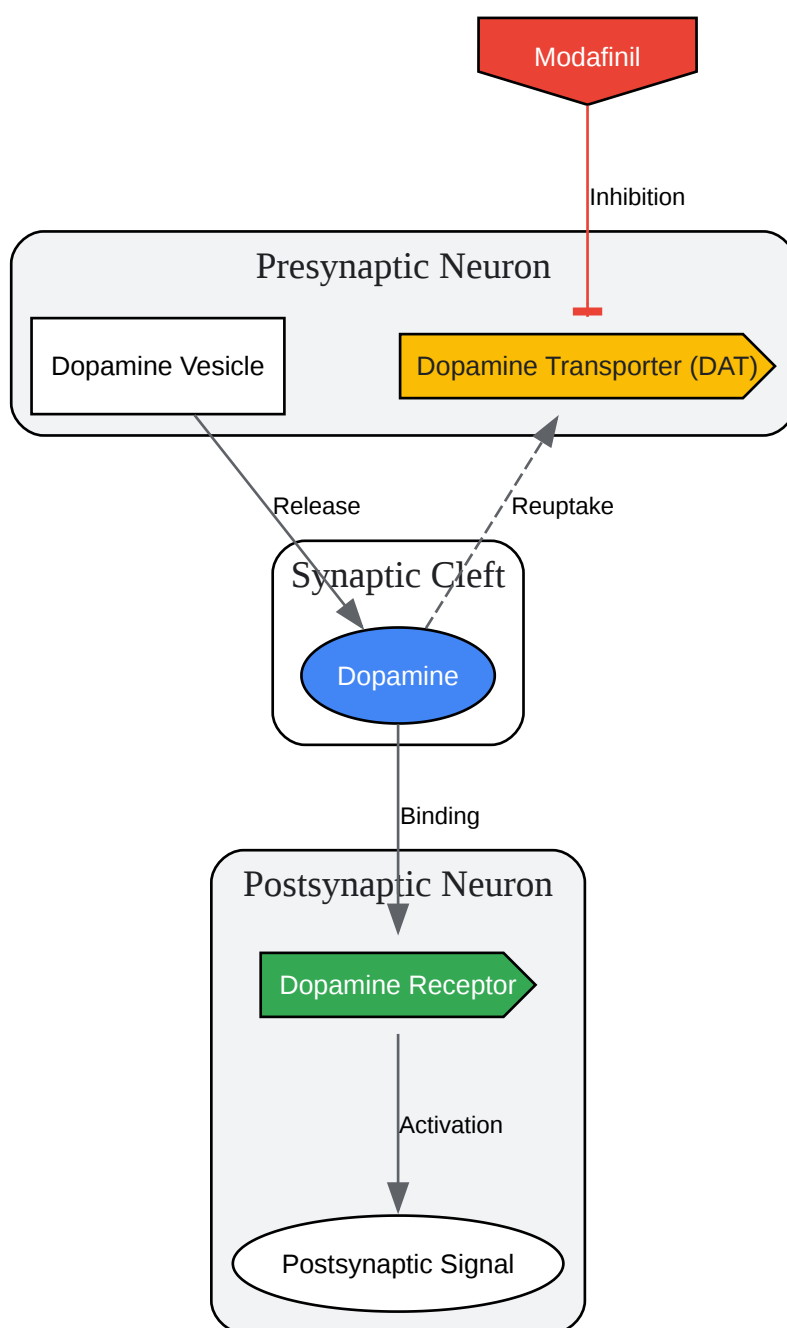 Modafinil
Inhibition
Presynaptic Neuron
Dopamine Vesicle
Dopamine Transporter (DAT)
Release
Reuptake
Synaptic Cleft
Dopamine
Binding
Postsynaptic Neuron
Dopamine Receptor
Activation
Postsynaptic Signal